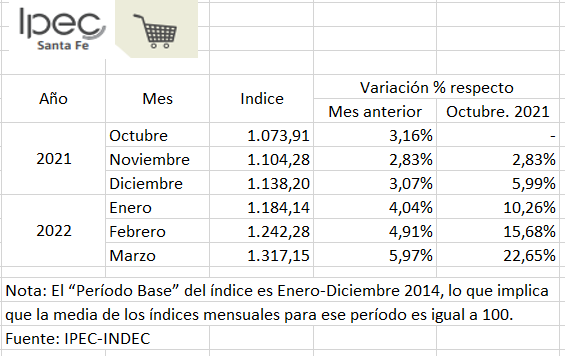 Ipec
Santa Fe
Año Mes Indice Variación % respecto
Mes anterior Octubre. 2021
2021 Octubre 1.073,91 3,16% -
Noviembre 1.104,28 2,83% 2,83%
Diciembre 1.138,20 3,07% 5,99%
2022 Enero 1.184,14 4,04% 10,26%
Febrero 1.242,28 4,91% 15,68%
Marzo 1.317,15 5,97% 22,65%
Nota: El “Período Base” del índice es Enero-Diciembre 2014, lo que implica
que la media de los índices mensuales para ese período es igual a 100.
Fuente: IPEC-INDEC